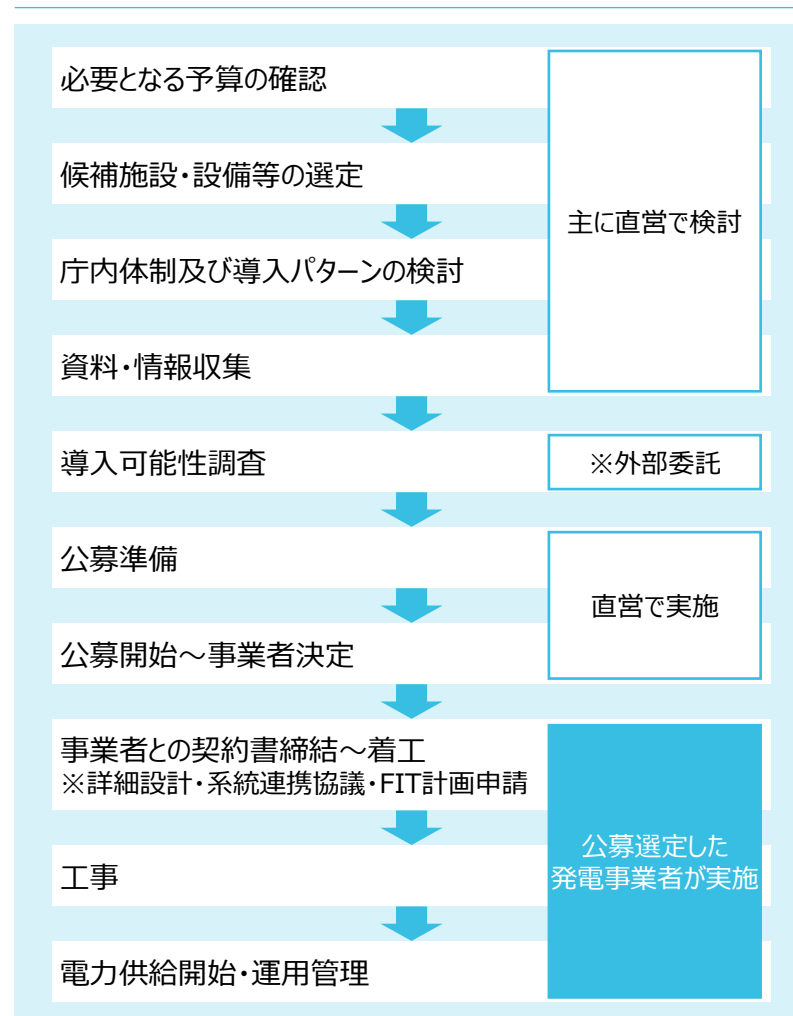 必要となる予算の確認
候補施設・設備等の選定
庁内体制及び導入パターンの検討
資料・情報収集
主に直営で検討
導入可能性調査
※外部委託
公募準備
公募開始～事業者決定
直営で実施
事業者との契約書締結～着工
※詳細設計・系統連携協議・FIT計画申請
工事
電力供給開始・運用管理
公募選定した
発電事業者が実施